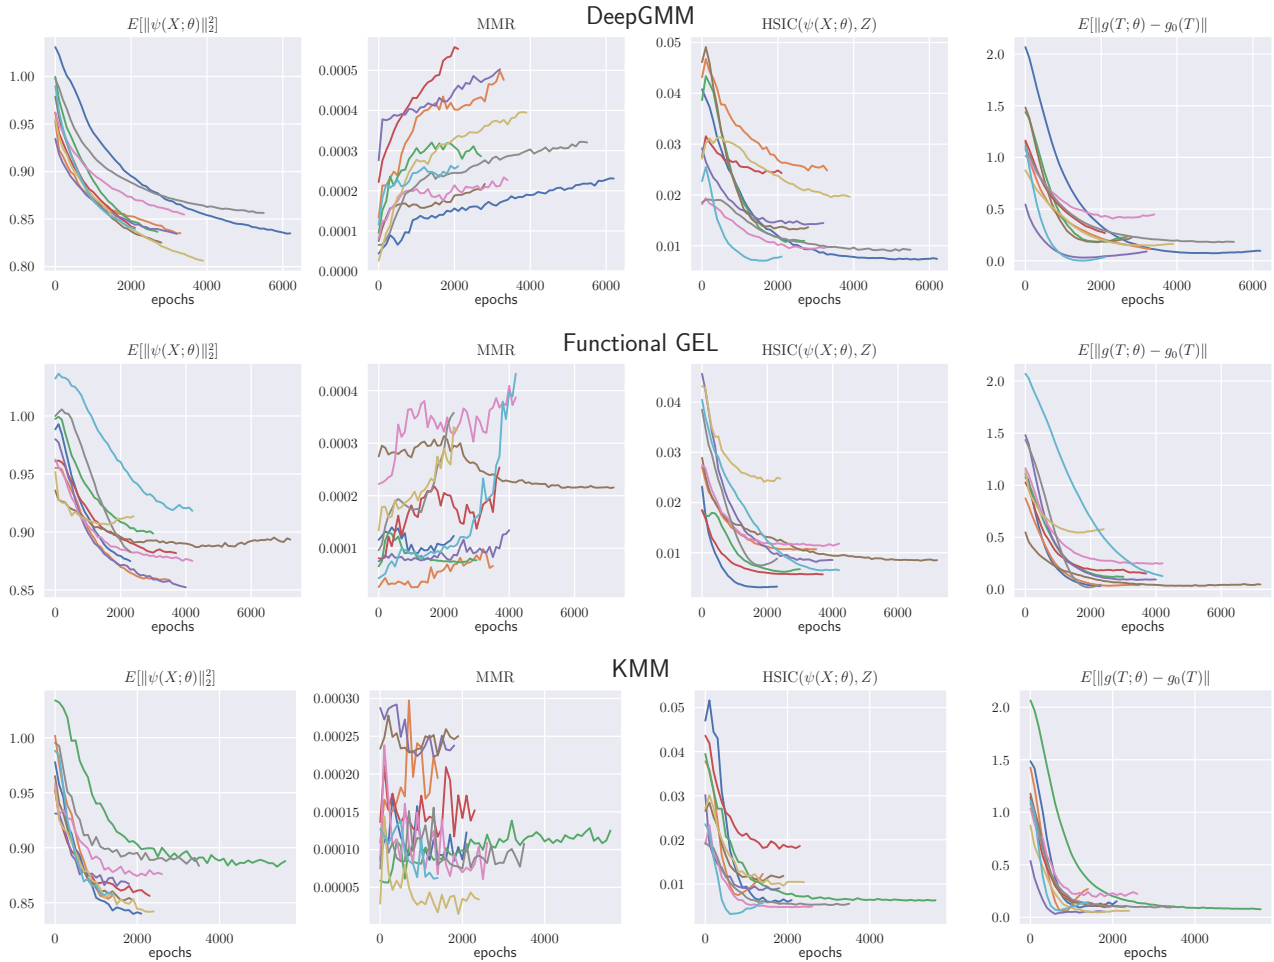 DeepGMM
E[‖ψ(X;θ)‖₂²] MMR HSIC(ψ(X;θ), Z) E[‖g(T;θ) − g₀(T)‖
1.00 0.95 0.90 0.85 0.80
0 2000 4000 6000
epochs
0.0005 0.0004 0.0003 0.0002 0.0001 0.0000
0 2000 4000 6000
epochs
0.05 0.04 0.03 0.02 0.01
0 2000 4000 6000
epochs
2.0 1.5 1.0 0.5 0.0
0 2000 4000 6000
epochs
Functional GEL
E[‖ψ(X;θ)‖₂²] MMR HSIC(ψ(X;θ), Z) E[‖g(T;θ) − g₀(T)‖
1.00 0.95 0.90 0.85
0 2000 4000 6000
epochs
0.0004 0.0003 0.0002 0.0001
0 2000 4000 6000
epochs
0.04 0.03 0.02 0.01
0 2000 4000 6000
epochs
2.0 1.5 1.0 0.5 0.0
0 2000 4000 6000
epochs
KMM
E[‖ψ(X;θ)‖₂²] MMR HSIC(ψ(X;θ), Z) E[‖g(T;θ) − g₀(T)‖
1.00 0.95 0.90 0.85
0 2000 4000
epochs
0.00030 0.00025 0.00020 0.00015 0.00010 0.00005
0 2000 4000
epochs
0.05 0.04 0.03 0.02 0.01
0 2000 4000
epochs
2.0 1.5 1.0 0.5 0.0
0 2000 4000
epochs